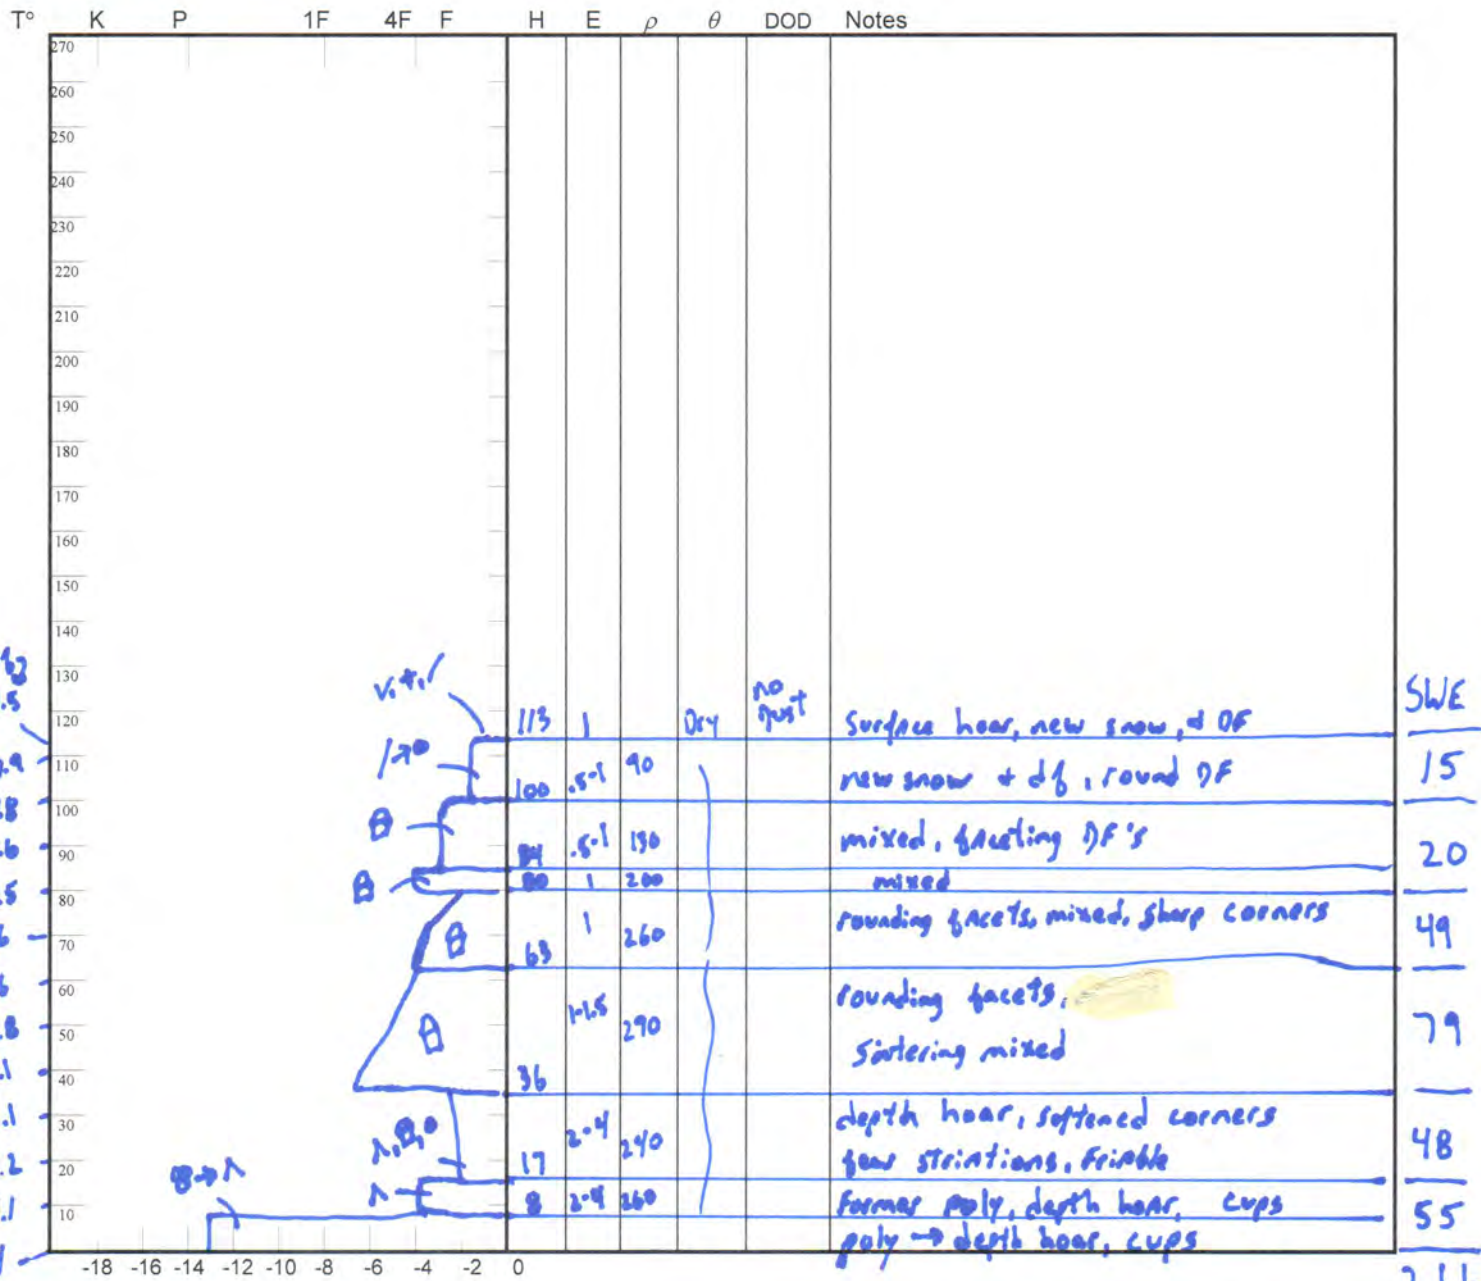 T° K P 1F 4F F H E ρ θ DOD Notes
270
260
250
240
230
220
210
200
190
180
170
160
150
140
130
120
110
100
90
80
70
60
50
40
30
20
10
SWE
113 1 Dry no dust surface hoar, new snow, + DF
100 .5-1 90 new snow + df, round DF 15
84 .5-1 130 mixed, faceting DF's 20
80 1 200 mixed
63 1 260 rounding facets, mixed, sharp corners 49
1-1.5 290 rounding facets, 79
sintering mixed
36
2-4 240 depth hoar, softened corners 48
17 few striations, Friable
8 2-4 260 Former poly, depth hoar, cups 55
poly → depth hoar, cups
-18 -16 -14 -12 -10 -8 -6 -4 -2 0